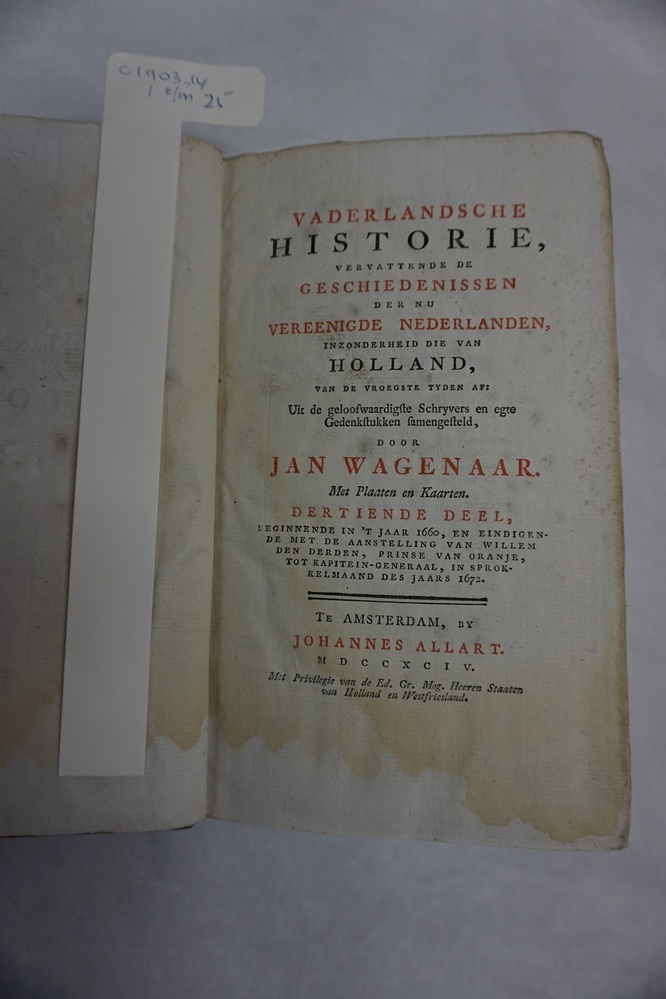 C1903-14
1 t/m 25
VADERLANDSCHE
HISTORIE,
VERVATTENDE DE
GESCHIEDENISSEN
DER NU
VEREENIGDE NEDERLANDEN,
INZONDERHEID DIE VAN
HOLLAND,
VAN DE VROEGSTE TYDEN AF:
Uit de geloofwaardigſte Schryvers en egte
Gedenkſtukken ſamengeſteld,
DOOR
JAN WAGENAAR.
Met Plaaten en Kaarten.
DERTIENDE DEEL,
BEGINNENDE IN 'T JAAR 1660, EN EINDIGEN-
DE MET DE AANSTELLING VAN WILLEM
DEN DERDEN, PRINSE VAN ORANJE,
TOT KAPITEIN-GENERAAL, IN SPROK-
KELMAAND DES JAARS 1672.
TE AMSTERDAM, BY
JOHANNES ALLART.
MDCCXCIV.
Met Privilegie van de Ed. Gr. Mog. Heeren Staaten
van Holland en Weſtfriesland.